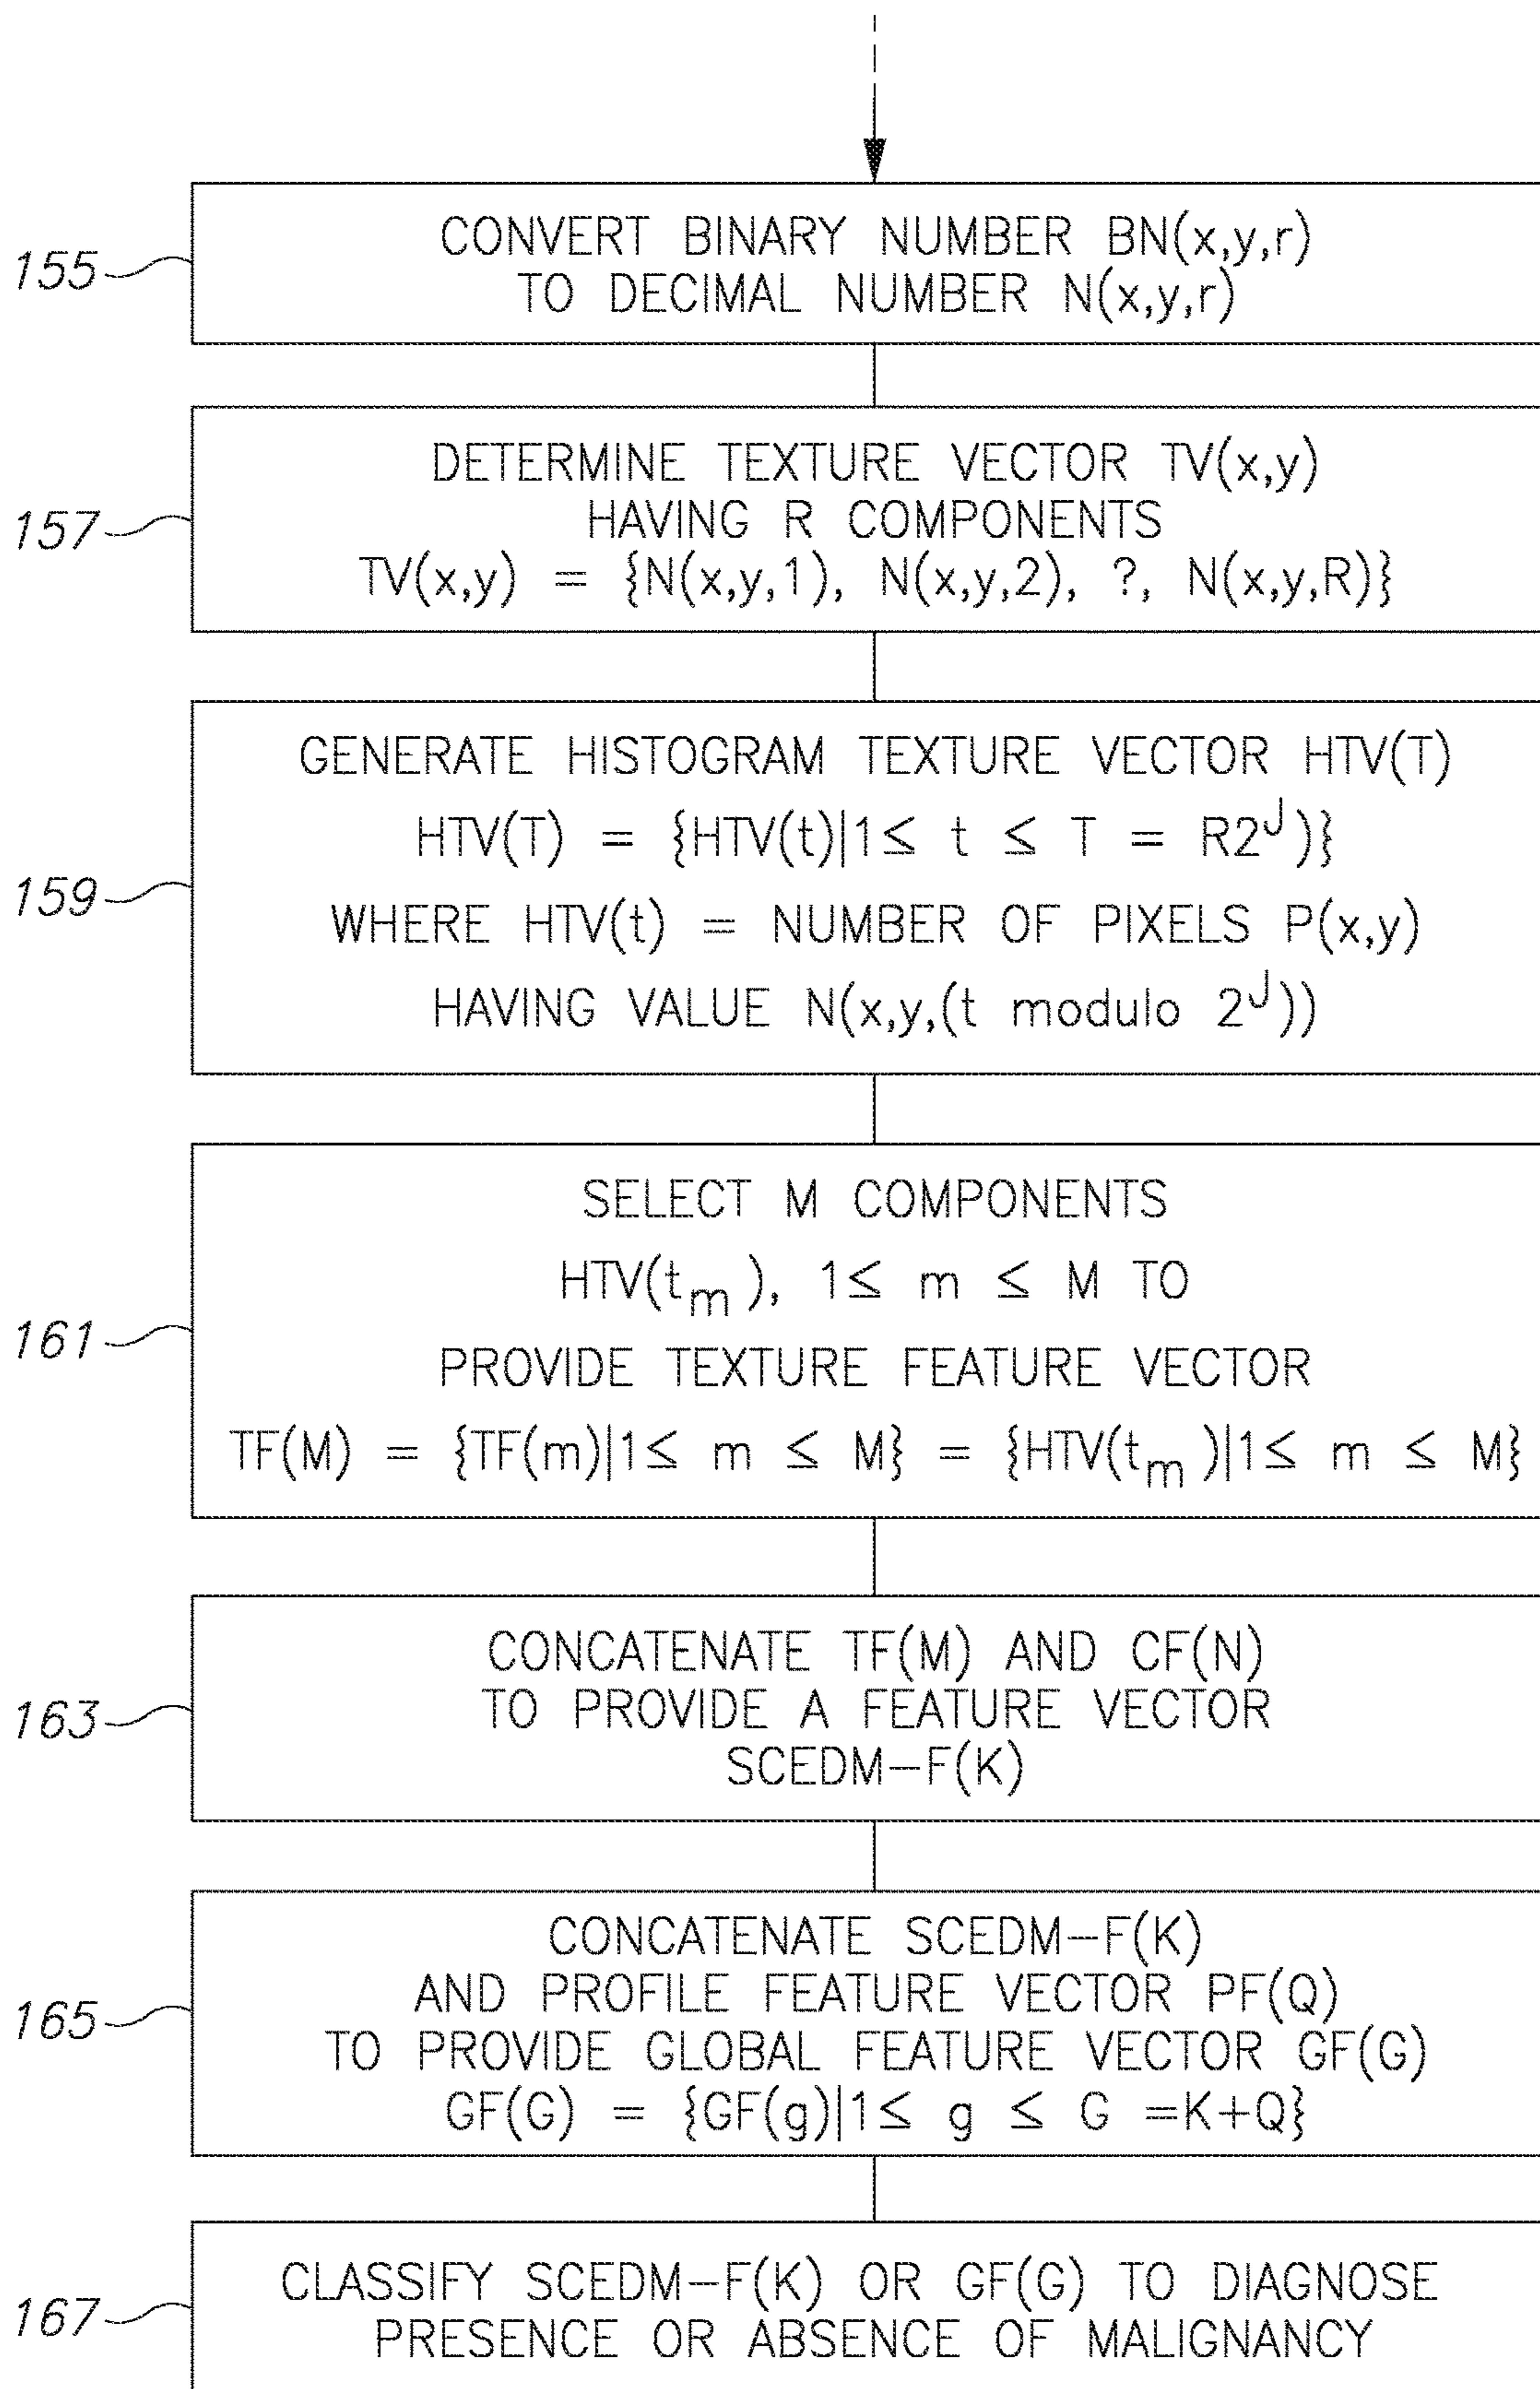 155
CONVERT BINARY NUMBER BN(x,y,r)
TO DECIMAL NUMBER N(x,y,r)
157
DETERMINE TEXTURE VECTOR TV(x,y)
HAVING R COMPONENTS
TV(x,y) = {N(x,y,1), N(x,y,2), ?, N(x,y,R)}
159
GENERATE HISTOGRAM TEXTURE VECTOR HTV(T)
HTV(T) = {HTV(t)|1≤ t ≤ T = R2ᴶ)}
WHERE HTV(t) = NUMBER OF PIXELS P(x,y)
HAVING VALUE N(x,y,(t modulo 2ᴶ))
161
SELECT M COMPONENTS
HTV(tₘ), 1≤ m ≤ M TO
PROVIDE TEXTURE FEATURE VECTOR
TF(M) = {TF(m)|1≤ m ≤ M} = {HTV(tₘ)|1≤ m ≤ M}
163
CONCATENATE TF(M) AND CF(N)
TO PROVIDE A FEATURE VECTOR
SCEDM–F(K)
165
CONCATENATE SCEDM–F(K)
AND PROFILE FEATURE VECTOR PF(Q)
TO PROVIDE GLOBAL FEATURE VECTOR GF(G)
GF(G) = {GF(g)|1≤ g ≤ G =K+Q}
167
CLASSIFY SCEDM–F(K) OR GF(G) TO DIAGNOSE
PRESENCE OR ABSENCE OF MALIGNANCY